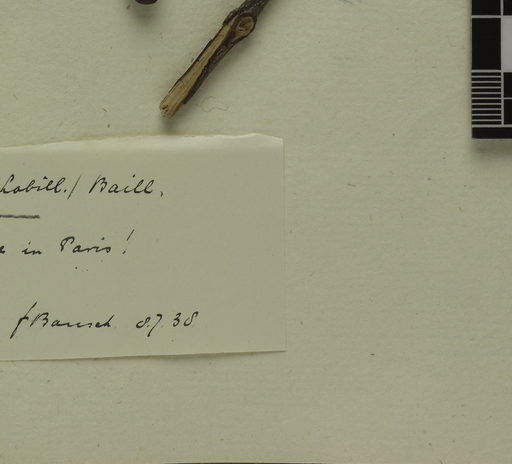 Labill.) Baill.
in Paris!
Bausch 8.7.38